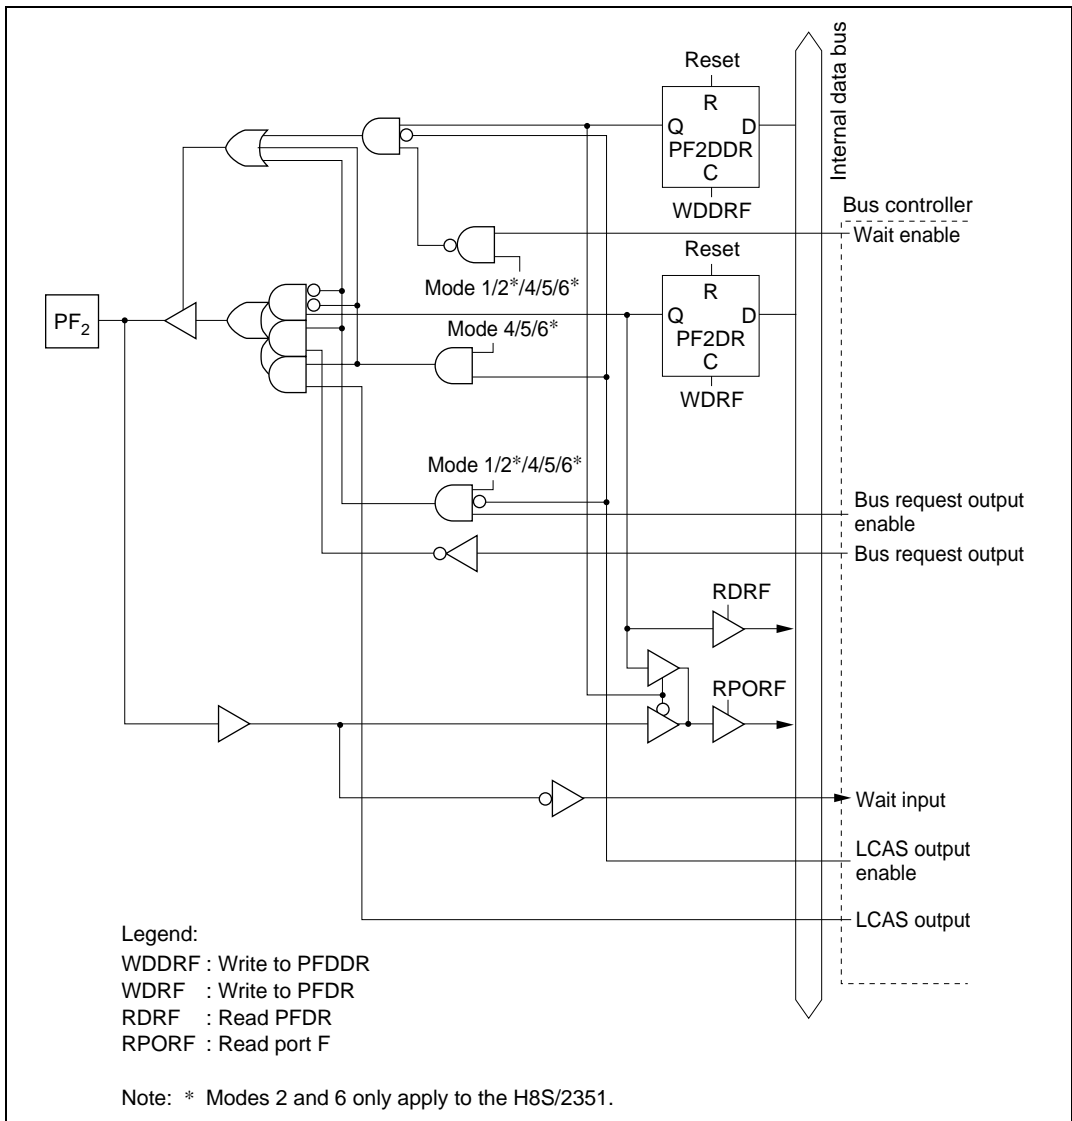 Reset
R
Q D
PF2DDR
C
WDDRF
Internal data bus
Bus controller
Wait enable
Mode 1/2*/4/5/6*
Reset
R
Q D
PF2DR
C
WDRF
PF2
Mode 4/5/6*
Mode 1/2*/4/5/6*
Bus request output
enable
Bus request output
RDRF
RPORF
Wait input
LCAS output
enable
LCAS output
Legend:
WDDRF : Write to PFDDR
WDRF : Write to PFDR
RDRF : Read PFDR
RPORF : Read port F
Note: * Modes 2 and 6 only apply to the H8S/2351.